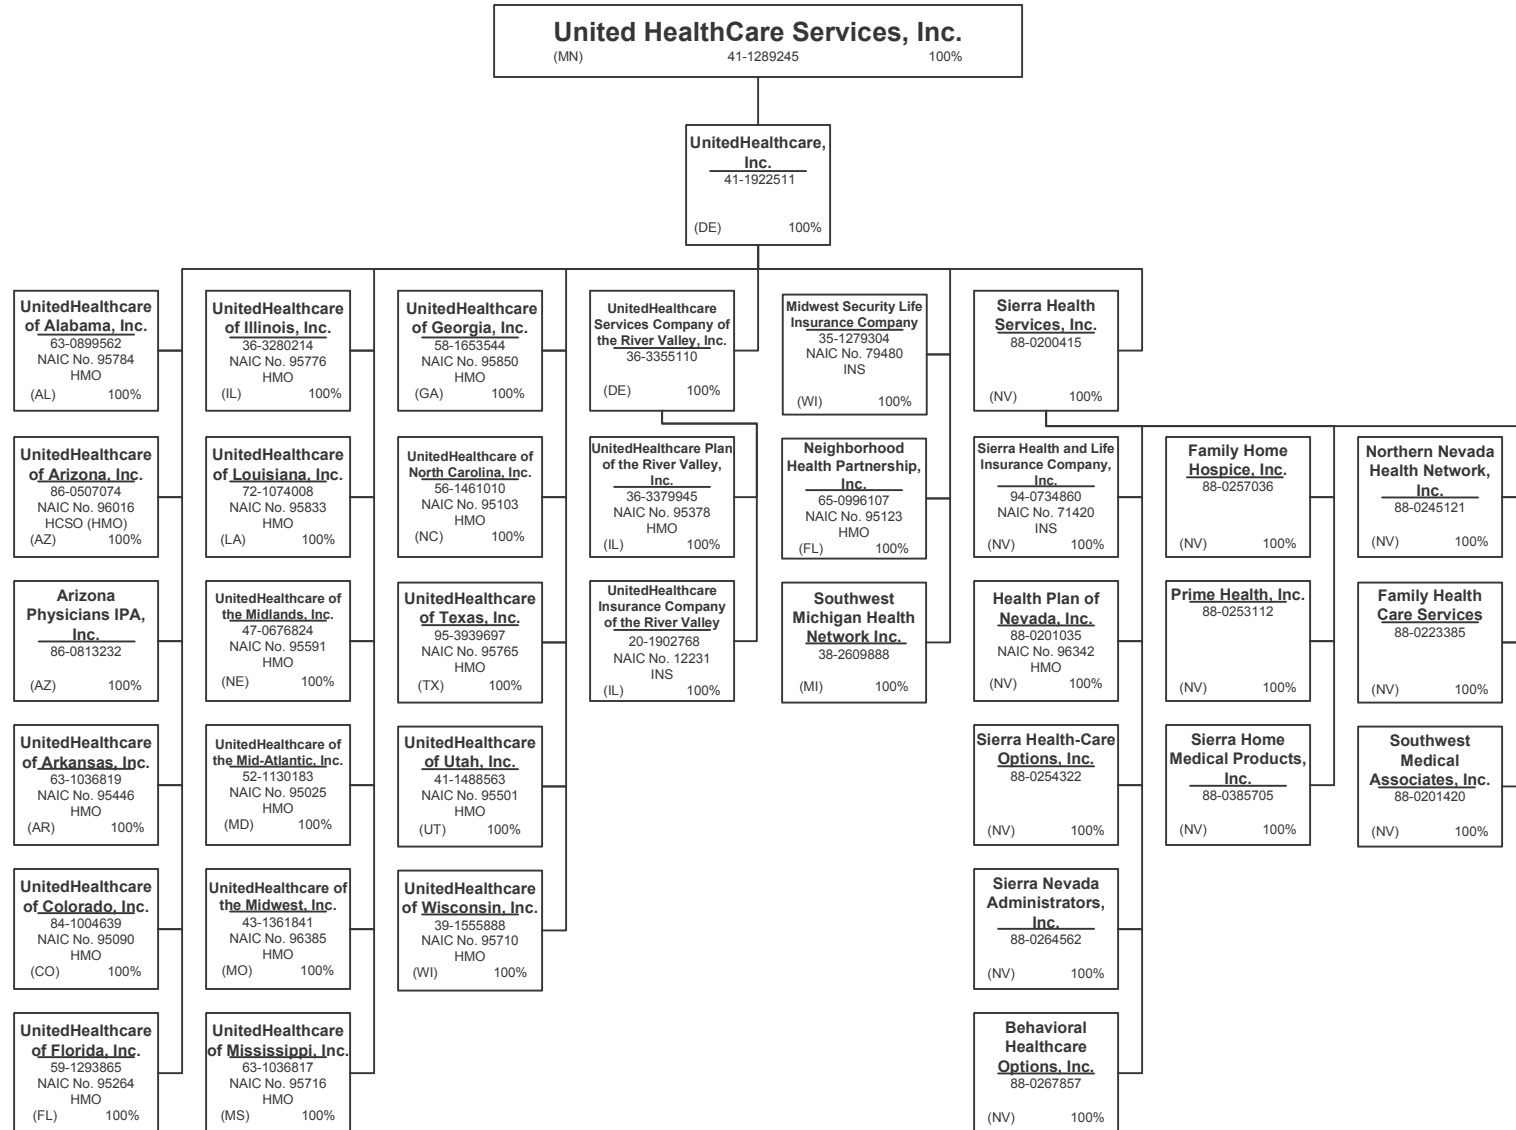 United HealthCare Services, Inc.
(MN) 41-1289245 100%
UnitedHealthcare,
Inc.
41-1922511
(DE) 100%
UnitedHealthcare
of Alabama, Inc.
63-0899562
NAIC No. 95784
HMO
(AL) 100%
UnitedHealthcare
of Arizona, Inc.
86-0507074
NAIC No. 96016
HCSO (HMO)
(AZ) 100%
Arizona
Physicians IPA,
Inc.
86-0813232
(AZ) 100%
UnitedHealthcare
of Arkansas, Inc.
63-1036819
NAIC No. 95446
HMO
(AR) 100%
UnitedHealthcare
of Colorado, Inc.
84-1004639
NAIC No. 95090
HMO
(CO) 100%
UnitedHealthcare
of Florida, Inc.
59-1293865
NAIC No. 95264
HMO
(FL) 100%
UnitedHealthcare
of Illinois, Inc.
36-3280214
NAIC No. 95776
HMO
(IL) 100%
UnitedHealthcare
of Louisiana, Inc.
72-1074008
NAIC No. 95833
HMO
(LA) 100%
UnitedHealthcare of
the Midlands, Inc.
47-0676824
NAIC No. 95591
HMO
(NE) 100%
UnitedHealthcare of
the Mid-Atlantic, Inc.
52-1130183
NAIC No. 95025
HMO
(MD) 100%
UnitedHealthcare of
the Midwest, Inc.
43-1361841
NAIC No. 96385
HMO
(MO) 100%
UnitedHealthcare
of Mississippi, Inc.
63-1036817
NAIC No. 95716
HMO
(MS) 100%
UnitedHealthcare
of Georgia, Inc.
58-1653544
NAIC No. 95850
HMO
(GA) 100%
UnitedHealthcare of
North Carolina, Inc.
56-1461010
NAIC No. 95103
HMO
(NC) 100%
UnitedHealthcare
of Texas, Inc.
95-3939697
NAIC No. 95765
HMO
(TX) 100%
UnitedHealthcare
of Utah, Inc.
41-1488563
NAIC No. 95501
HMO
(UT) 100%
UnitedHealthcare
of Wisconsin, Inc.
39-1555888
NAIC No. 95710
HMO
(WI) 100%
UnitedHealthcare
Services Company of
the River Valley, Inc.
36-3355110
(DE) 100%
UnitedHealthcare Plan
of the River Valley,
Inc.
36-3379945
NAIC No. 95378
HMO
(IL) 100%
UnitedHealthcare
Insurance Company
of the River Valley
20-1902768
NAIC No. 12231
INS
(IL) 100%
Midwest Security Life
Insurance Company
35-1279304
NAIC No. 79480
INS
(WI) 100%
Neighborhood
Health Partnership,
Inc.
65-0996107
NAIC No. 95123
HMO
(FL) 100%
Southwest
Michigan Health
Network Inc.
38-2609888
(MI) 100%
Sierra Health
Services, Inc.
88-0200415
(NV) 100%
Sierra Health and Life
Insurance Company,
Inc.
94-0734860
NAIC No. 71420
INS
(NV) 100%
Health Plan of
Nevada, Inc.
88-0201035
NAIC No. 96342
HMO
(NV) 100%
Sierra Health-Care
Options, Inc.
88-0254322
(NV) 100%
Sierra Nevada
Administrators,
Inc.
88-0264562
(NV) 100%
Behavioral
Healthcare
Options, Inc.
88-0267857
(NV) 100%
Family Home
Hospice, Inc.
88-0257036
(NV) 100%
Prime Health, Inc.
88-0253112
(NV) 100%
Sierra Home
Medical Products,
Inc.
88-0385705
(NV) 100%
Northern Nevada
Health Network,
Inc.
88-0245121
(NV) 100%
Family Health
Care Services
88-0223385
(NV) 100%
Southwest
Medical
Associates, Inc.
88-0201420
(NV) 100%